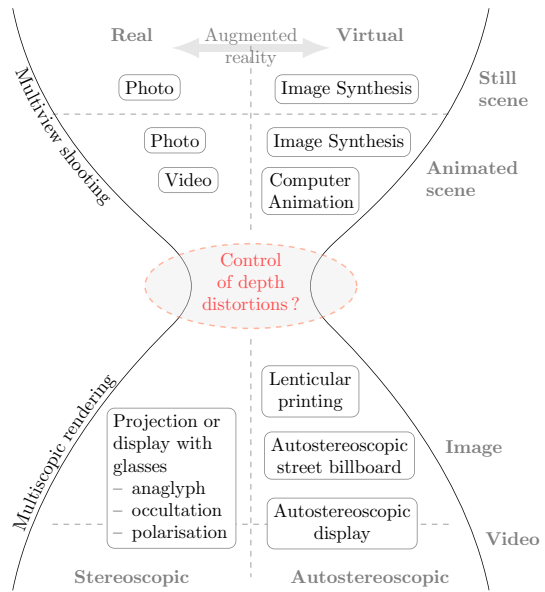 Real
Augmented
reality
Virtual
Photo
Image Synthesis
Still
scene
Multiview shooting
Photo
Image Synthesis
Video
Computer
Animation
Animated
scene
Control
of depth
distortions ?
Multiscopic rendering
Lenticular
printing
Projection or
display with
glasses
– anaglyph
– occultation
– polarisation
Autostereoscopic
street billboard
Image
Autostereoscopic
display
Video
Stereoscopic
Autostereoscopic